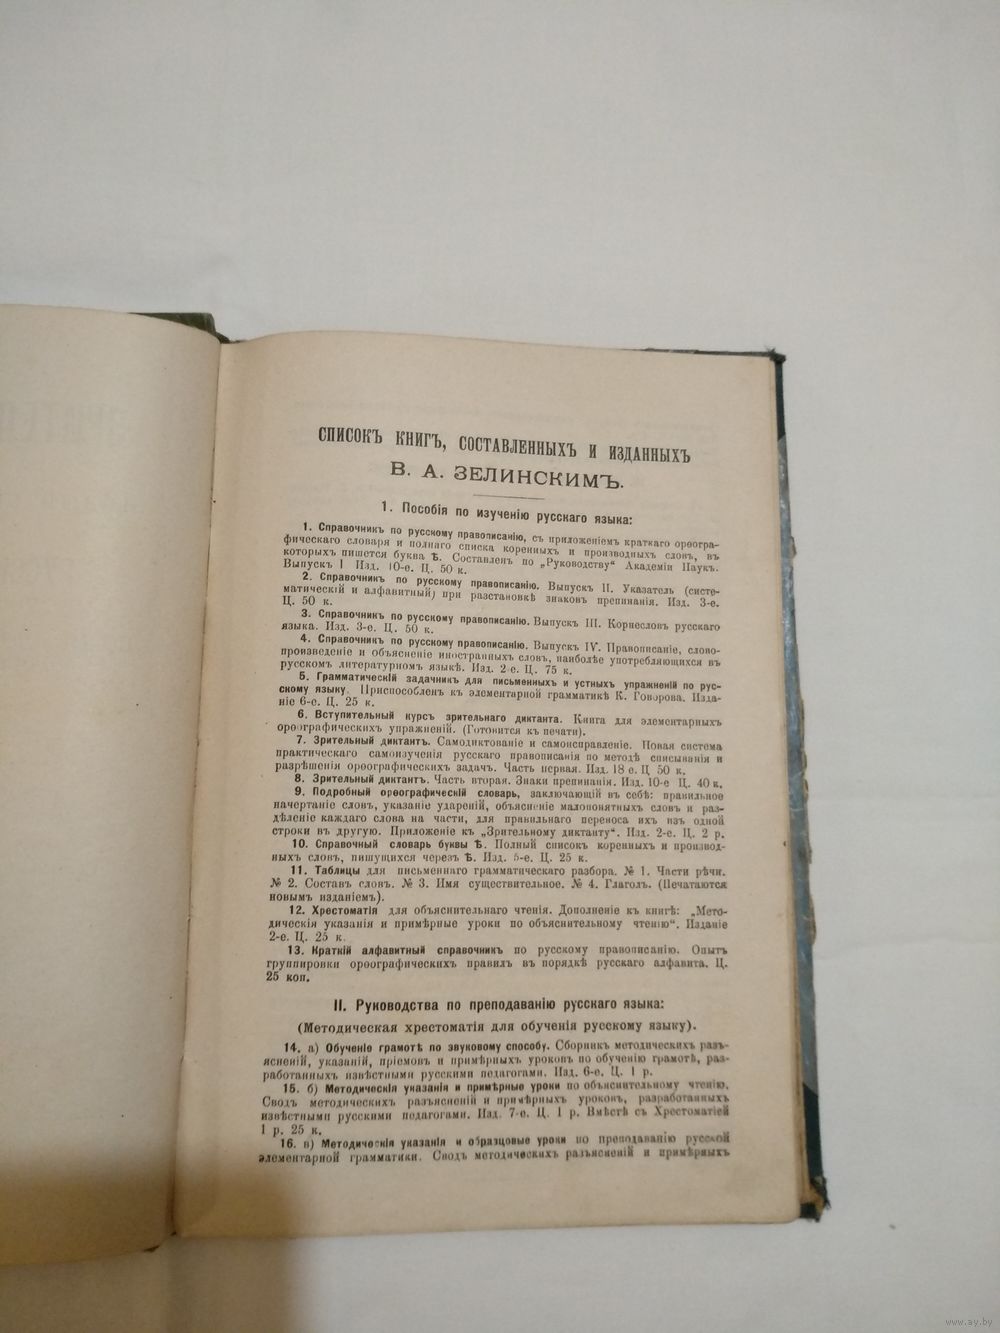 СПИСОКЪ КНИГЪ, СОСТАВЛЕННЫХЪ И ИЗДАННЫХЪ
В. А. ЗЕЛИНСКИМЪ.
1. Пособія по изученію русскаго языка:
1. Справочникъ по русскому правописанію, съ приложеніемъ краткаго орѳогра-
фическаго словаря и полнаго списка коренныхъ и производныхъ словъ, въ
которыхъ пишется буква Ѣ. Составленъ по „Руководству“ Академіи Наукъ.
Выпускъ I Изд. 10-е. Ц. 50 к.
2. Справочникъ по русскому правописанію. Выпускъ II. Указатель (систе-
матическій и алфавитный) при разстановкѣ знаковъ препинанія. Изд. 3-е.
Ц. 50 к.
3. Справочникъ по русскому правописанію. Выпускъ III. Корнесловъ русскаго
языка. Изд. 3-е. Ц. 50 к.
4. Справочникъ по русскому правописанію. Выпускъ IV. Правописаніе, слово-
произведеніе и объясненіе иностранныхъ словъ, наиболѣе употребляющихся въ
русскомъ литературномъ языкѣ. Изд. 2-е. Ц. 75 к.
5. Грамматическій задачникъ для письменныхъ и устныхъ упражненій по рус-
скому языку. Приспособленъ къ элементарной грамматикѣ К. Говорова. Изда-
ніе 6-е. Ц. 25 к.
6. Вступительный курсъ зрительнаго диктанта. Книга для элементарныхъ
орѳографическихъ упражненій. (Готовится къ печати).
7. Зрительный диктантъ. Самодиктованіе и самоисправленіе. Новая система
практическаго самоизученія русскаго правописанія по методѣ списыванія и
разрѣшенія орѳографическихъ задачъ. Часть первая. Изд. 18 е. Ц 50 к.
8. Зрительный диктантъ. Часть вторая. Знаки препинанія. Изд. 10-е Ц. 40 к.
9. Подробный орѳографическій словарь, заключающій въ себѣ: правильное
начертаніе словъ, указаніе удареній, объясненіе малопонятныхъ словъ и раз-
дѣленіе каждаго слова на части, для правильнаго переноса ихъ изъ одной
строки въ другую. Приложеніе къ „Зрительному диктанту“. Изд. 2-е. Ц. 2 р.
10. Справочный словарь буквы Ѣ. Полный списокъ коренныхъ и производ-
ныхъ словъ, пишущихся черезъ Ѣ. Изд. 5-е. Ц. 25 к.
11. Таблицы для письменнаго грамматическаго разбора. № 1. Части рѣчи.
№ 2. Составъ словъ. № 3. Имя существительное. № 4. Глаголъ. (Печатаются
новымъ изданіемъ).
12. Хрестоматія для объяснительнаго чтенія. Дополненіе къ книгѣ: „Мето-
дическія указанія и примѣрные уроки по объяснительному чтенію“. Изданіе
2-е. Ц. 25 к.
13. Краткій алфавитный справочникъ по русскому правописанію. Опытъ
группировки орѳографическихъ правилъ въ порядкѣ русскаго алфавита. Ц.
25 коп.
II. Руководства по преподаванію русскаго языка:
(Методическая хрестоматія для обученія русскому языку).
14. а) Обученіе грамотѣ по звуковому способу. Сборникъ методическихъ разъ-
ясненій, указаній, пріемовъ и примѣрныхъ уроковъ по обученію грамотѣ, раз-
работанныхъ извѣстными русскими педагогами. Изд. 6-е. Ц. 1 р.
15. б) Методическія указанія и примѣрные уроки по объяснительному чтенію.
Сводъ методическихъ разъясненій и примѣрныхъ уроковъ, разработанныхъ
извѣстными русскими педагогами. Изд. 7-е. Ц. 1 р. Вмѣстѣ съ Хрестоматіей
1 р. 25 к.
16. в) Методическія указанія и образцовые уроки по преподаванію русской
элементарной грамматики. Сводъ методическихъ разъясненій и примѣрныхъ
www.ay.by